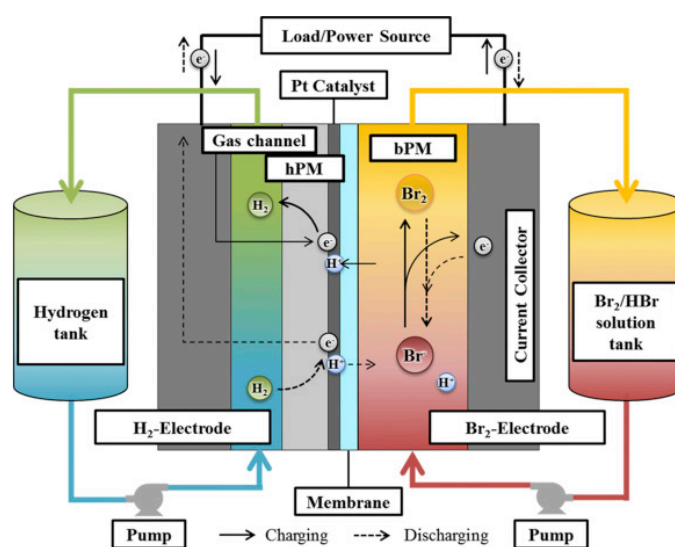 Load/Power Source
e-
e-
Pt Catalyst
Gas channel
hPM
bPM
H2
Br2
e-
e-
H+
Hydrogen
tank
Current Collector
Br2/HBr
solution
tank
e-
Br-
H+
H+
H2
H2-Electrode
Br2-Electrode
Membrane
Pump
Charging
Discharging
Pump